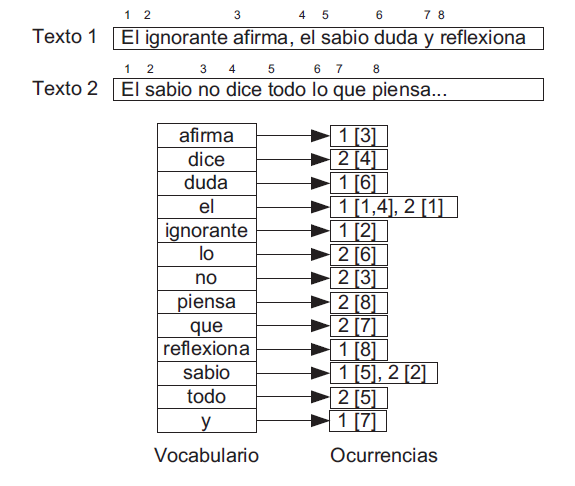 1 2 3 4 5 6 7 8
Texto 1 El ignorante afirma, el sabio duda y reflexiona
1 2 3 4 5 6 7 8
Texto 2 El sabio no dice todo lo que piensa...
afirma 1 [3]
dice 2 [4]
duda 1 [6]
el 1 [1,4], 2 [1]
ignorante 1 [2]
lo 2 [6]
no 2 [3]
piensa 2 [8]
que 2 [7]
reflexiona 1 [8]
sabio 1 [5], 2 [2]
todo 2 [5]
y 1 [7]
Vocabulario Ocurrencias